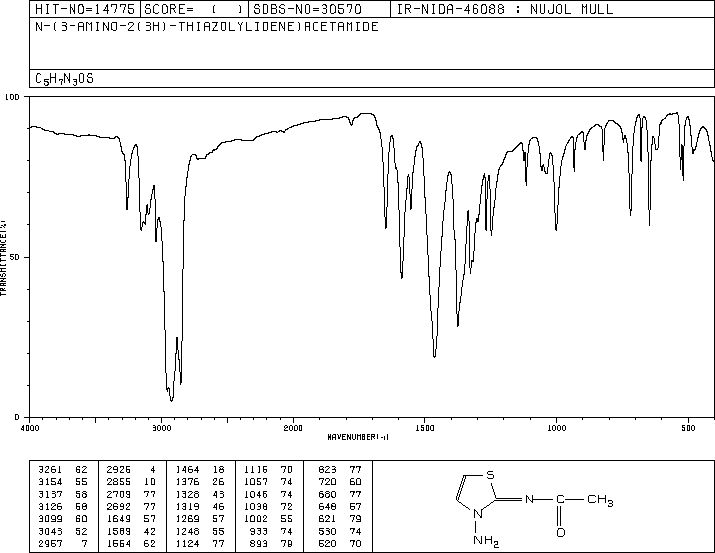 HIT-NO=14775 SCORE= ( ) SDBS-NO=30570 IR-NIDA-46088 : NUJOL MULL
N-(3-AMINO-2(3H)-THIAZOLYLIDENE)ACETAMIDE
C5H7N3OS
100
50
0
TRANSMITTANCE(%)
4000 3000 2000 1500 1000 500
WAVENUMBER(-1)
3261 62 2926 4 1464 18 1116 70 823 77
3154 55 2855 10 1376 26 1057 74 720 60
3137 58 2709 77 1328 43 1046 74 680 77
3126 58 2692 77 1319 46 1038 72 648 57
3099 60 1649 57 1269 57 1002 55 621 79
3043 52 1589 42 1248 55 933 74 530 74
2957 7 1554 62 1124 77 893 79 520 70
S
N C CH3
N
O
NH2